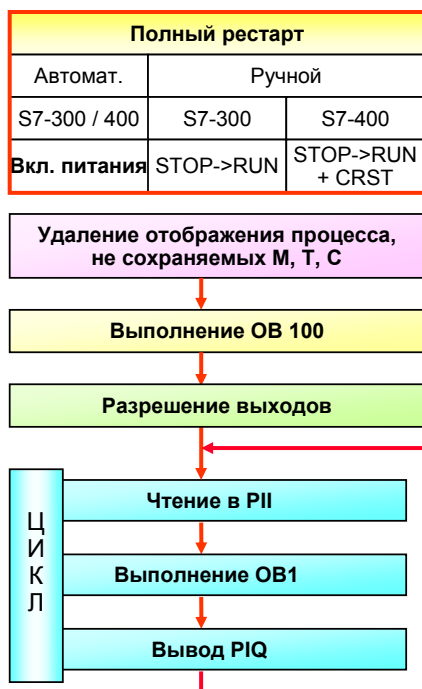 Полный рестарт
Автомат. Ручной
S7-300 / 400 S7-300 S7-400
Вкл. питания STOP->RUN STOP->RUN
+ CRST
Удаление отображения процесса,
не сохраняемых M, T, C
Выполнение OB 100
Разрешение выходов
ЦИКЛ
Чтение в PII
Выполнение OB1
Вывод PIQ